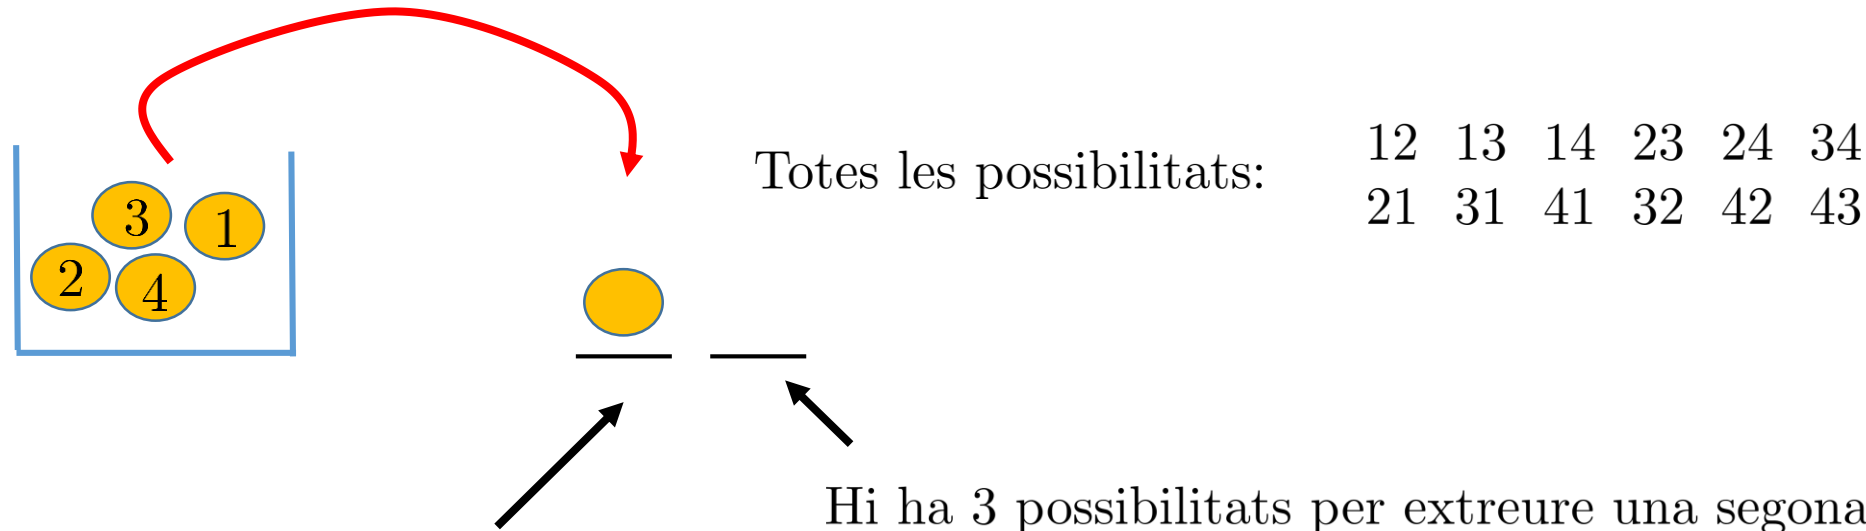 Totes les possibilitats:
12 13 14 23 24 34
21 31 41 32 42 43
3
1
2
4
Hi ha 3 possibilitats per extreure una segona